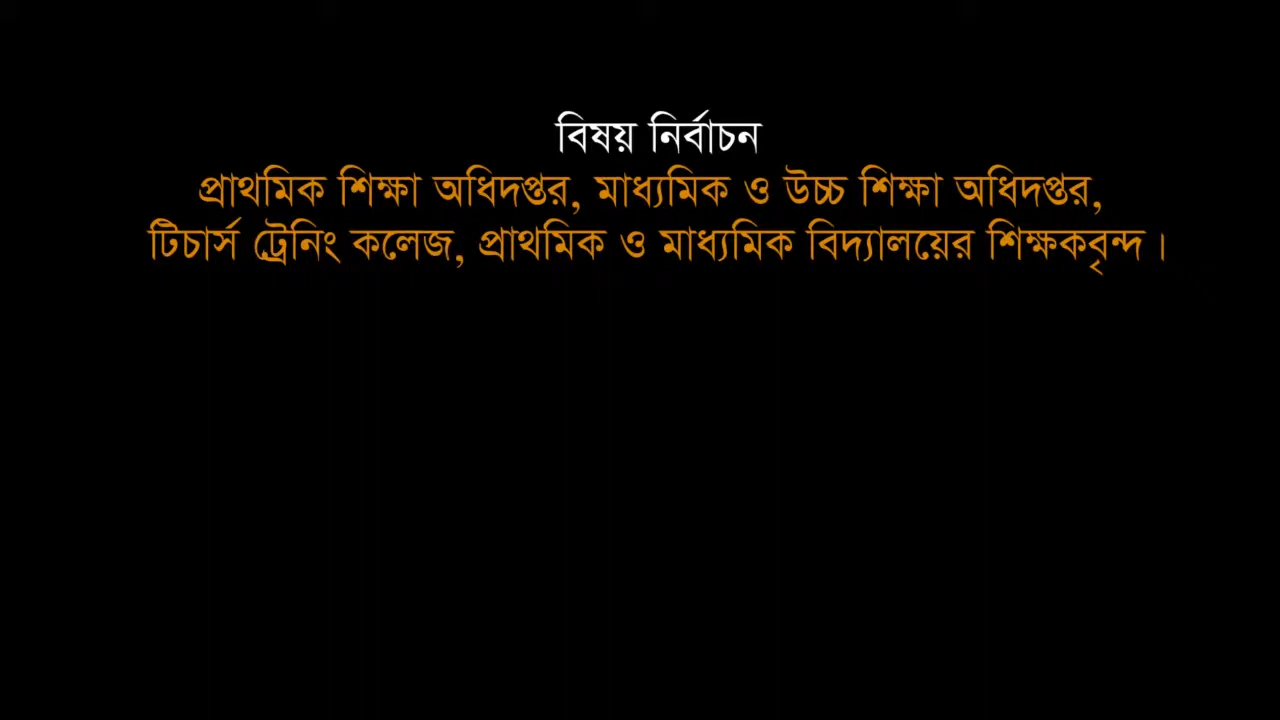 বিষয় নির্বাচন
প্রাথমিক শিক্ষা অধিদপ্তর, মাধ্যমিক ও উচ্চ শিক্ষা অধিদপ্তর,
টিচার্স ট্রেনিং কলেজ, প্রাথমিক ও মাধ্যমিক বিদ্যালয়ের শিক্ষকবৃন্দ।